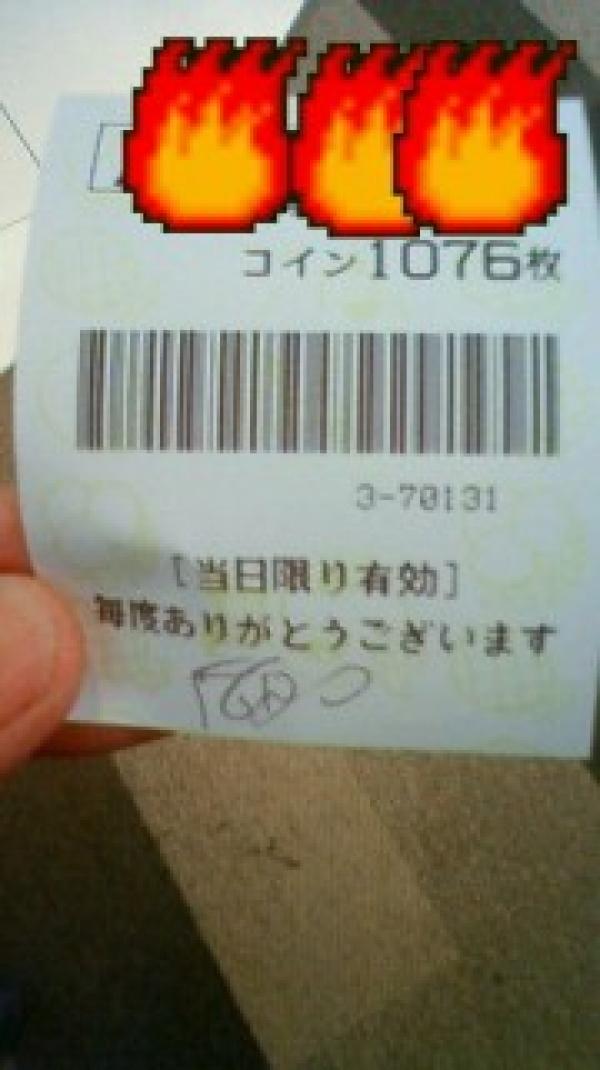 コイン1076枚
3-70131
[当日限り有効]
毎度ありがとうございます